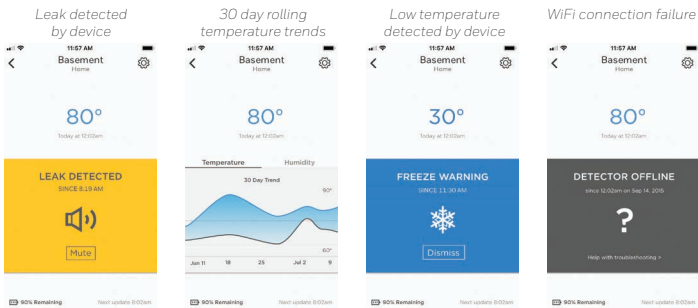 Leak detected
by device
11:57 AM
Basement
Home
80°
Today at 12:02am
LEAK DETECTED
SINCE 8:19 AM
Mute
90% Remaining
Next update 8:02am
30 day rolling
temperature trends
11:57 AM
Basement
Home
80°
Today at 12:02am
Temperature Humidity
30 Day Trend
90°
60°
Jun 11 18 25 Jul 2 9
90% Remaining
Next update 8:02am
Low temperature
detected by device
11:57 AM
Basement
Home
30°
Today at 12:02am
FREEZE WARNING
SINCE 11:30 AM
Dismiss
90% Remaining
Next update 8:02am
WiFi connection failure
11:57 AM
Basement
Home
80°
Today at 12:02am
DETECTOR OFFLINE
since 12:02am on Sep 14, 2015
?
Help with troubleshooting >
90% Remaining
Next update 8:02am